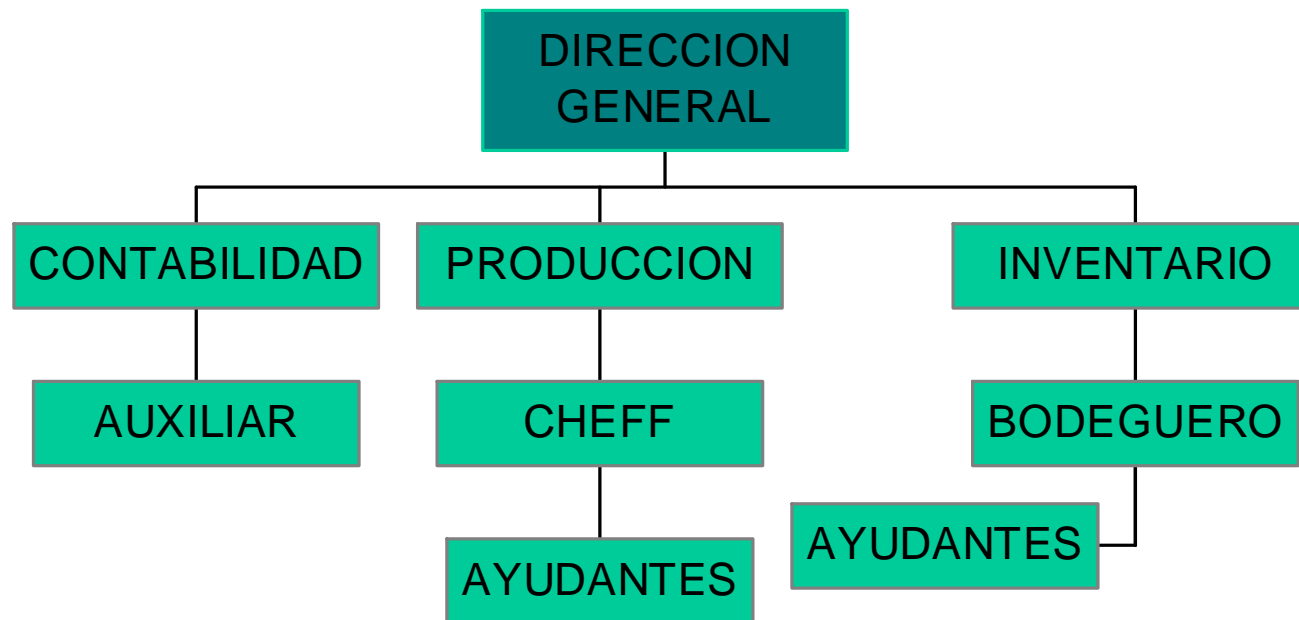 DIRECCION
GENERAL
CONTABILIDAD
PRODUCCION
INVENTARIO
AUXILIAR
CHEFF
BODEGUERO
AYUDANTES
AYUDANTES